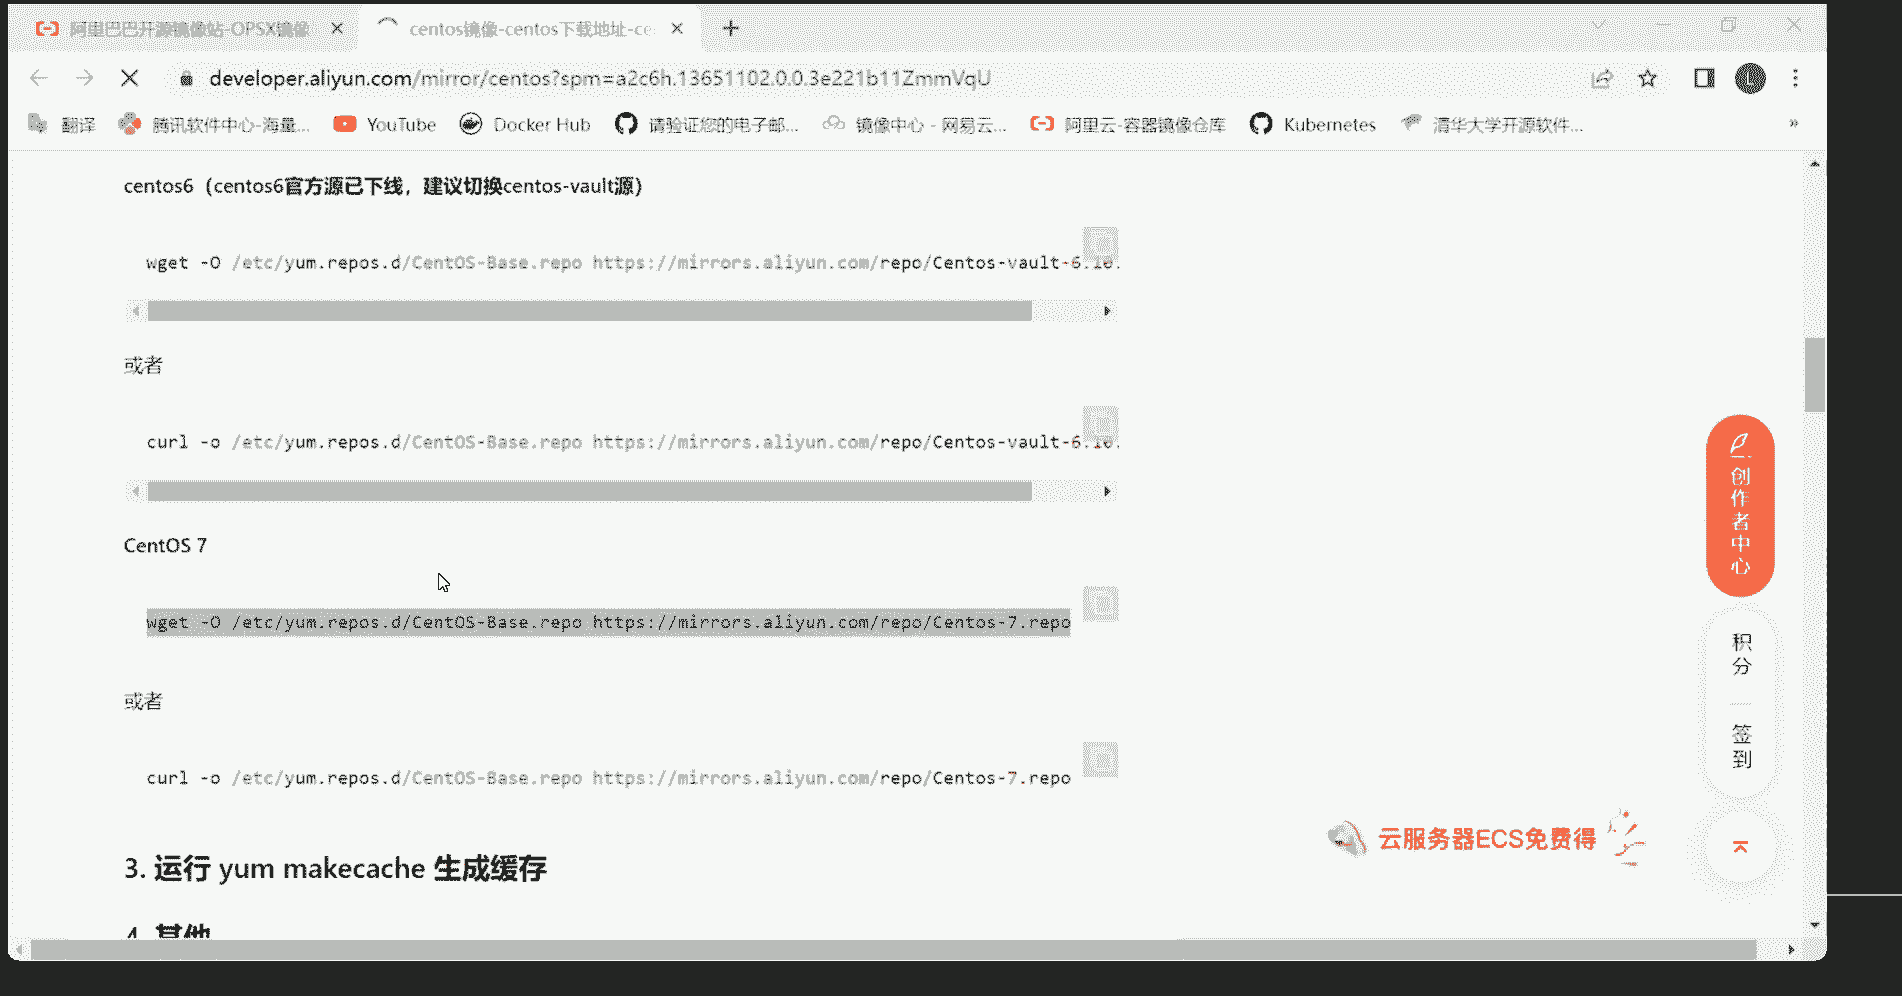 阿里巴巴开源镜像站-OPSX镜像
centos镜像-centos下载地址-ce
developer.aliyun.com/mirror/centos?spm=a2c6h.13651102.0.0.3e221b11ZmmVqU
L
翻译 腾讯软件中心-海量... YouTube Docker Hub 请验证您的电子邮... 镜像中心 - 网易云... 阿里云-容器镜像仓库 Kubernetes 清华大学开源软件... »
centos6（centos6官方源已下线，建议切换centos-vault源）
wget -O /etc/yum.repos.d/CentOS-Base.repo https://mirrors.aliyun.com/repo/Centos-vault-6.10.
或者
curl -o /etc/yum.repos.d/CentOS-Base.repo https://mirrors.aliyun.com/repo/Centos-vault-6.10.
CentOS 7
wget -O /etc/yum.repos.d/CentOS-Base.repo https://mirrors.aliyun.com/repo/Centos-7.repo
或者
curl -o /etc/yum.repos.d/CentOS-Base.repo https://mirrors.aliyun.com/repo/Centos-7.repo
3. 运行 yum makecache 生成缓存
4. 其他
创作者中心
积分
签到
云服务器ECS免费得